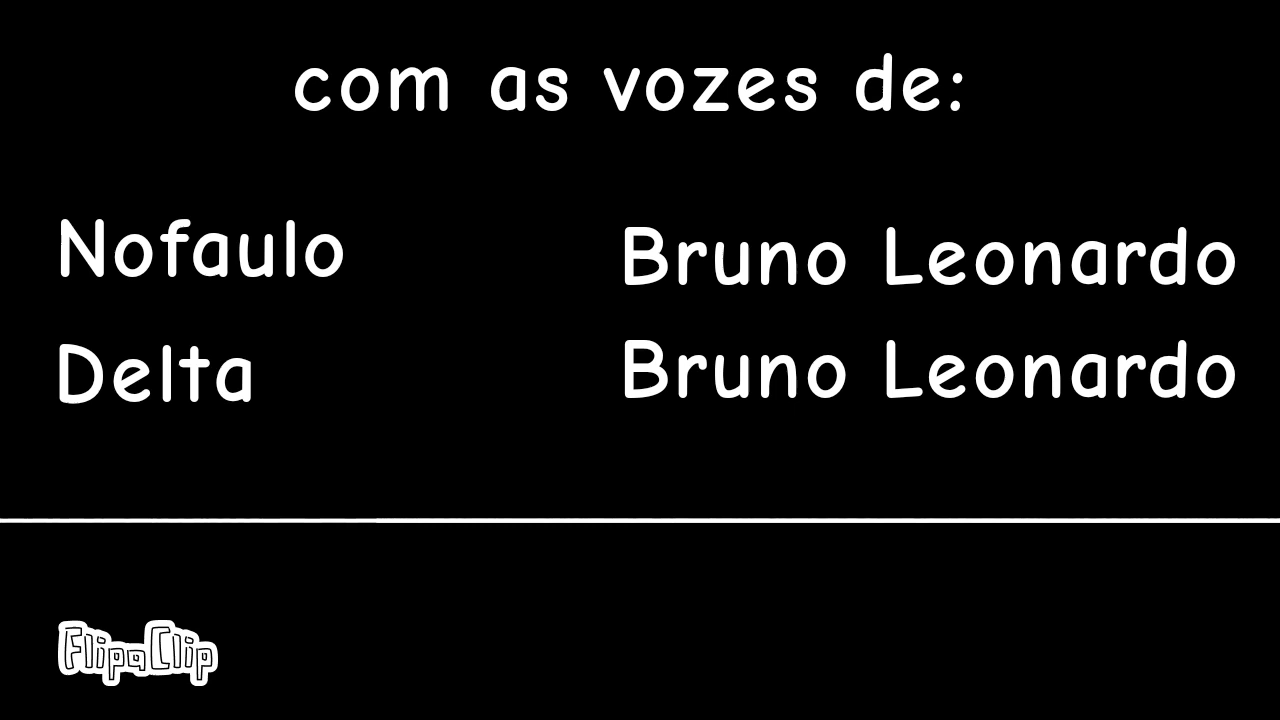 com as vozes de:
Nofaulo Bruno Leonardo
Delta Bruno Leonardo
FlipaClip